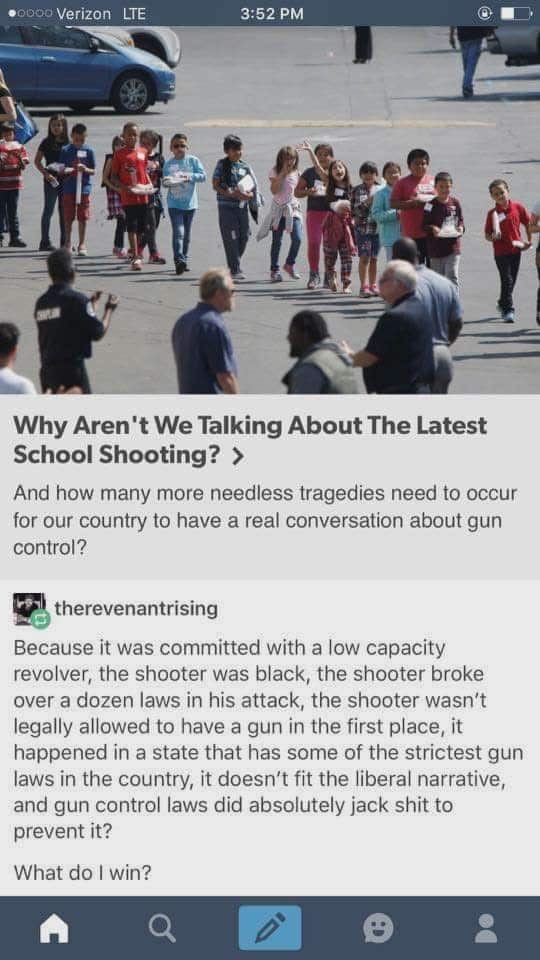 Verizon LTE 3:52 PM
CHAPLAIN
Why Aren't We Talking About The Latest
School Shooting? >
And how many more needless tragedies need to occur
for our country to have a real conversation about gun
control?
therevenantrising
Because it was committed with a low capacity
revolver, the shooter was black, the shooter broke
over a dozen laws in his attack, the shooter wasn't
legally allowed to have a gun in the first place, it
happened in a state that has some of the strictest gun
laws in the country, it doesn't fit the liberal narrative,
and gun control laws did absolutely jack shit to
prevent it?
What do I win?